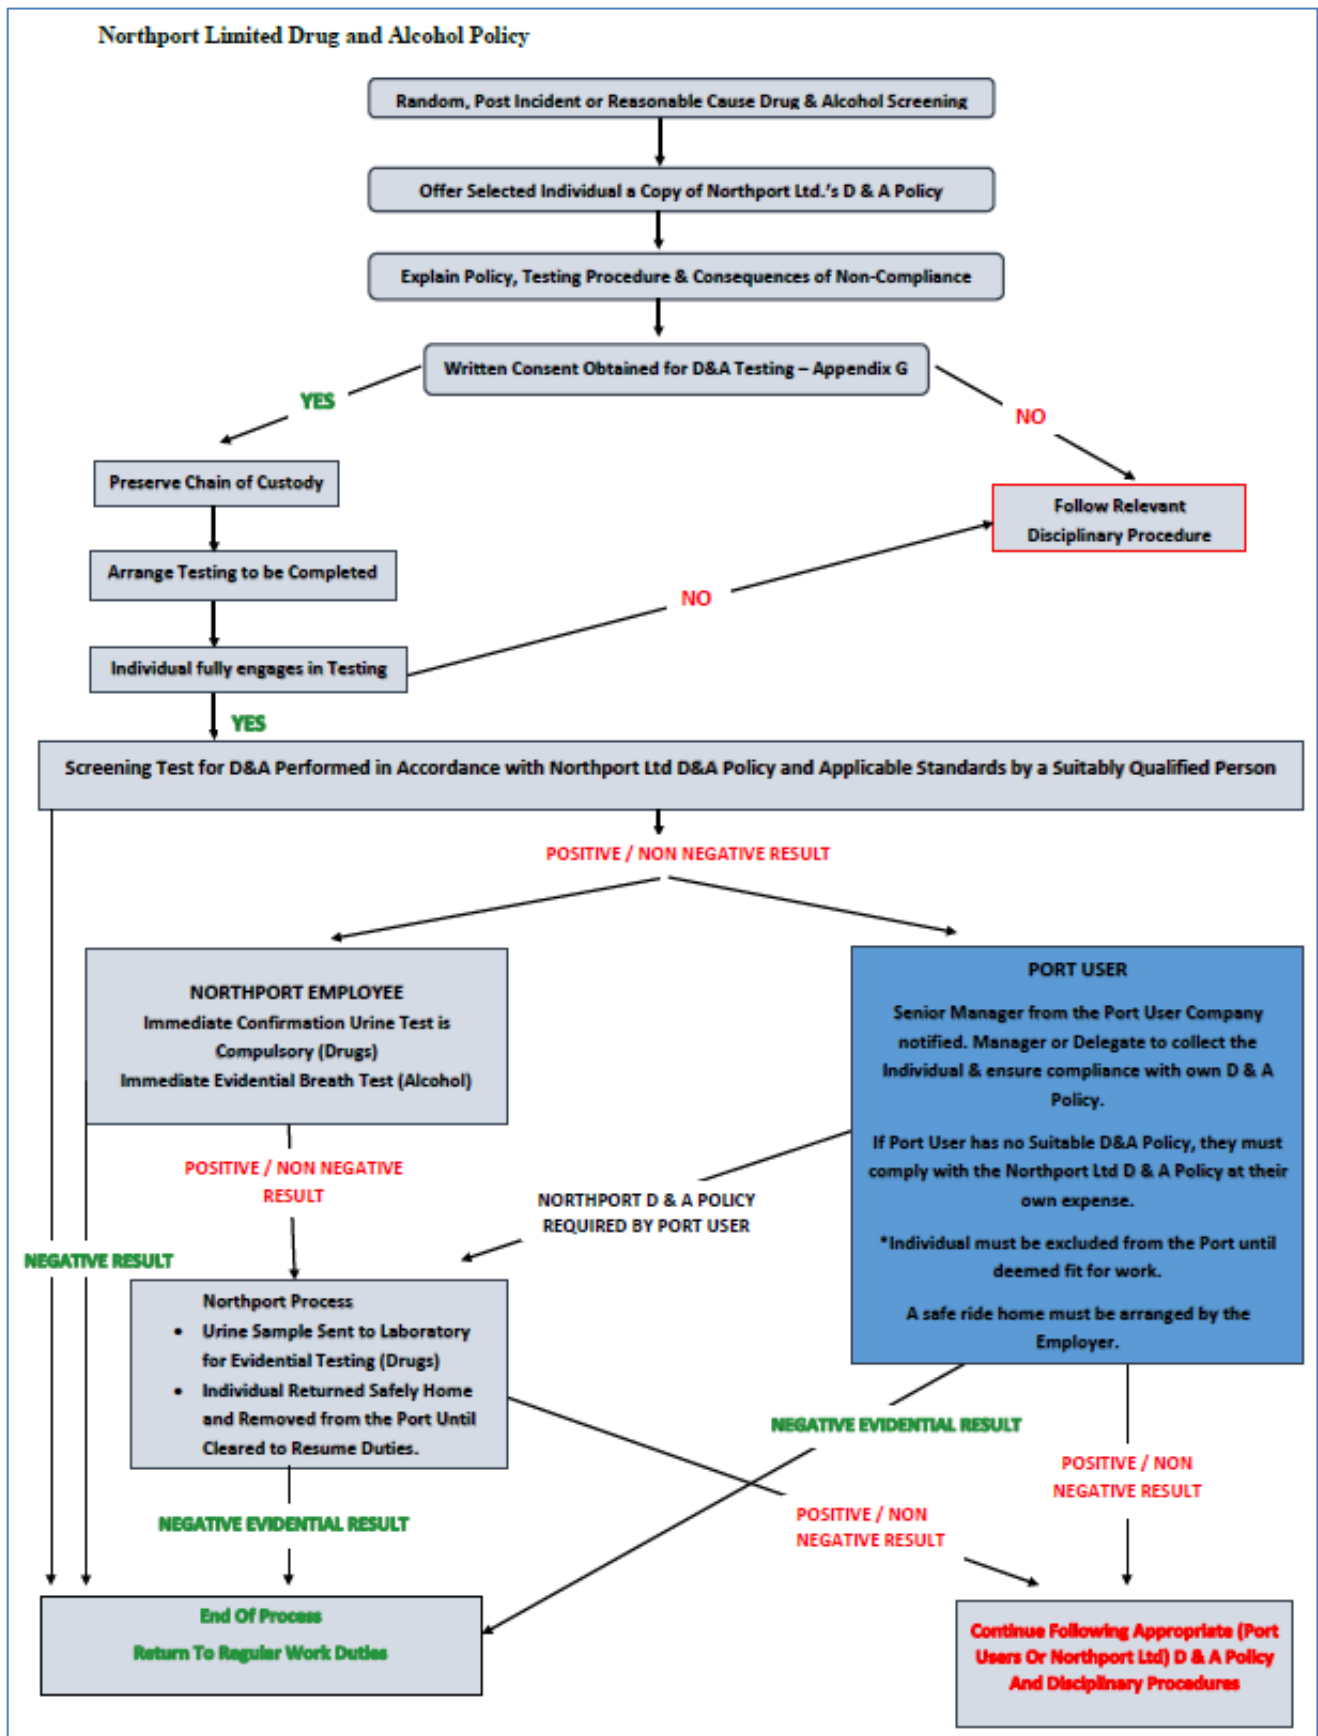 Northport Limited Drug and Alcohol Policy
Random, Post Incident or Reasonable Cause Drug & Alcohol Screening
Offer Selected Individual a Copy of Northport Ltd.'s D & A Policy
Explain Policy, Testing Procedure & Consequences of Non-Compliance
Written Consent Obtained for D&A Testing – Appendix G
YES
NO
Preserve Chain of Custody
Follow Relevant
Disciplinary Procedure
Arrange Testing to be Completed
NO
Individual fully engages in Testing
YES
Screening Test for D&A Performed in Accordance with Northport Ltd D&A Policy and Applicable Standards by a Suitably Qualified Person
POSITIVE / NON NEGATIVE RESULT
NORTHPORT EMPLOYEE
Immediate Confirmation Urine Test is
Compulsory (Drugs)
Immediate Evidential Breath Test (Alcohol)
PORT USER
Senior Manager from the Port User Company
notified. Manager or Delegate to collect the
Individual & ensure compliance with own D & A
Policy.
If Port User has no Suitable D&A Policy, they must
comply with the Northport Ltd D & A Policy at their
own expense.
*Individual must be excluded from the Port until
deemed fit for work.
A safe ride home must be arranged by the
Employer.
POSITIVE / NON NEGATIVE
RESULT
NORTHPORT D & A POLICY
REQUIRED BY PORT USER
NEGATIVE RESULT
Northport Process
• Urine Sample Sent to Laboratory
for Evidential Testing (Drugs)
• Individual Returned Safely Home
and Removed from the Port Until
Cleared to Resume Duties.
NEGATIVE EVIDENTIAL RESULT
POSITIVE / NON
NEGATIVE RESULT
NEGATIVE EVIDENTIAL RESULT
POSITIVE / NON
NEGATIVE RESULT
End Of Process
Return To Regular Work Duties
Continue Following Appropriate (Port
Users Or Northport Ltd) D & A Policy
And Disciplinary Procedures